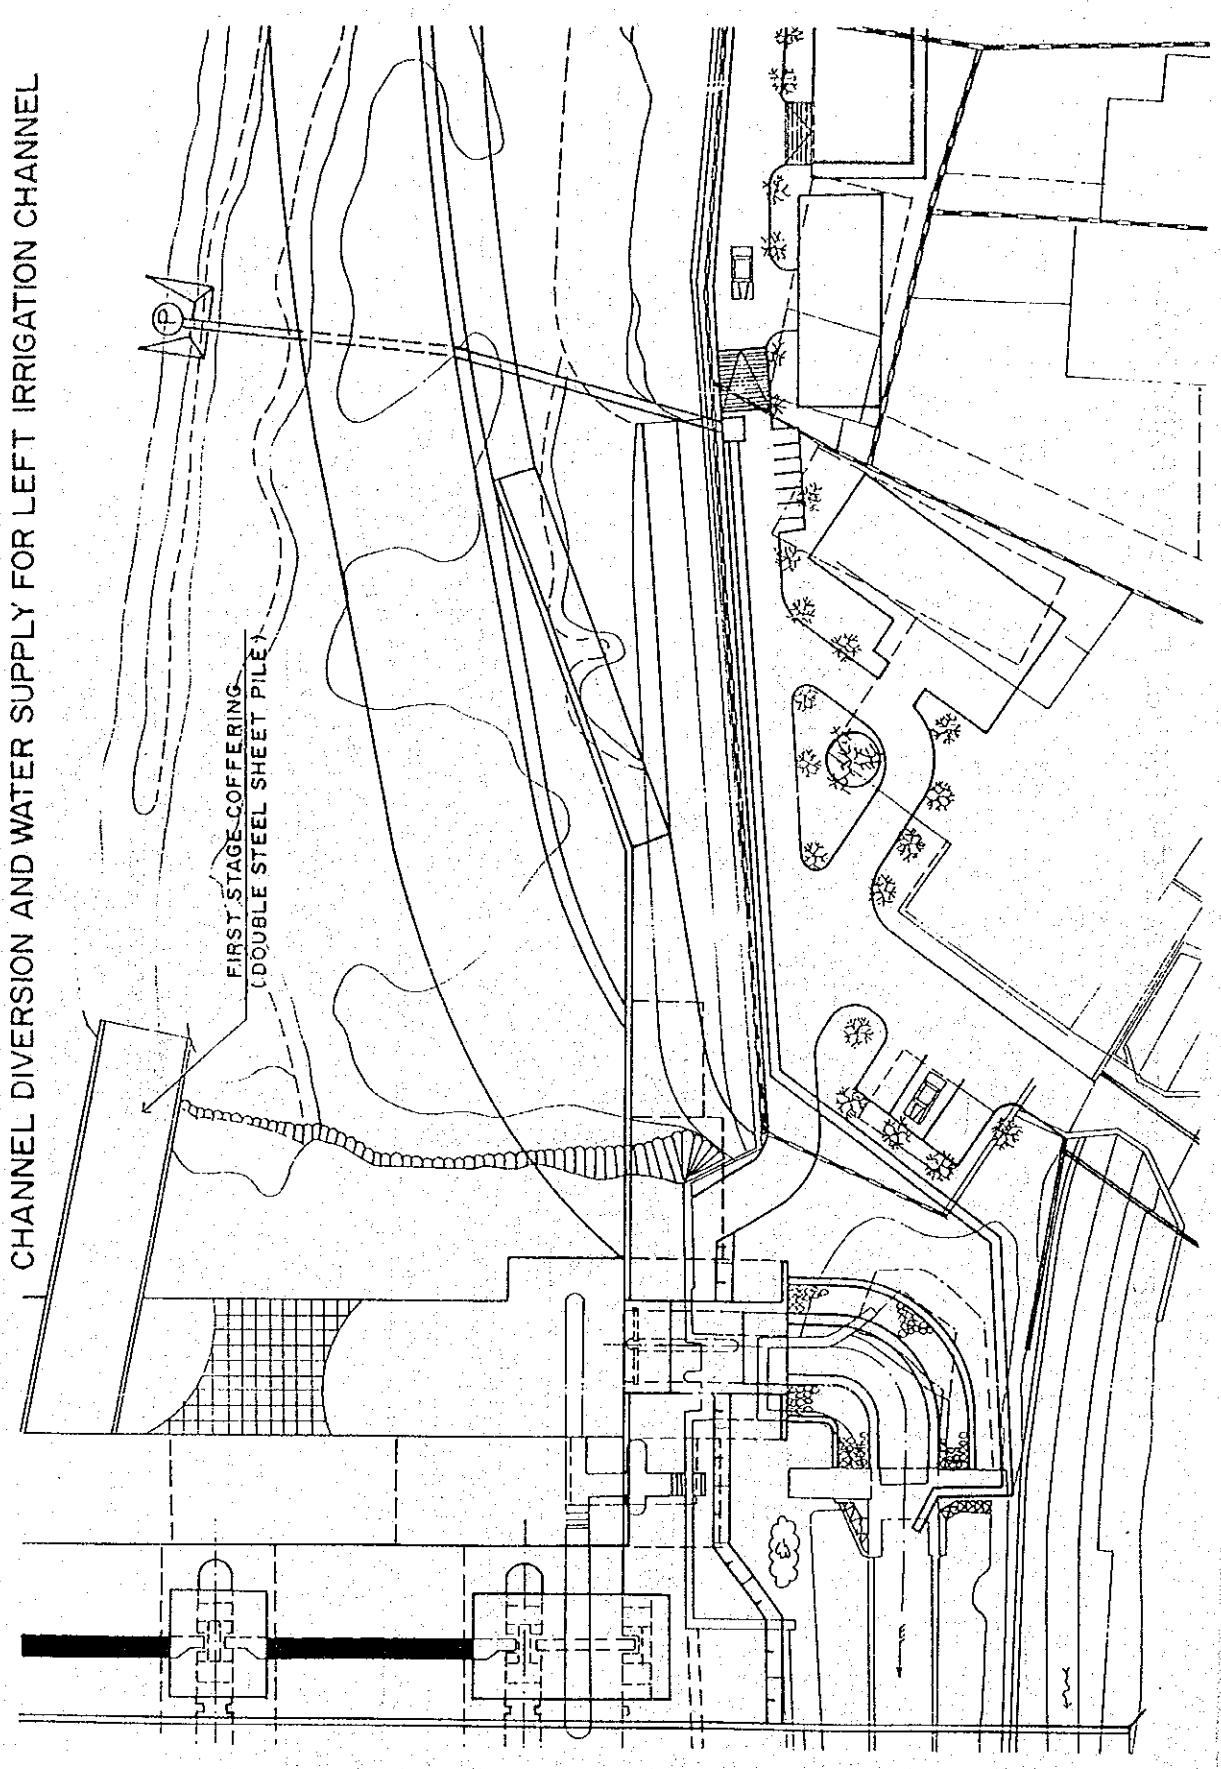 CHANNEL DIVERSION AND WATER SUPPLY FOR LEFT IRRIGATION CHANNEL
FIRST STAGE COFFERING
(DOUBLE STEEL SHEET PILE)
P